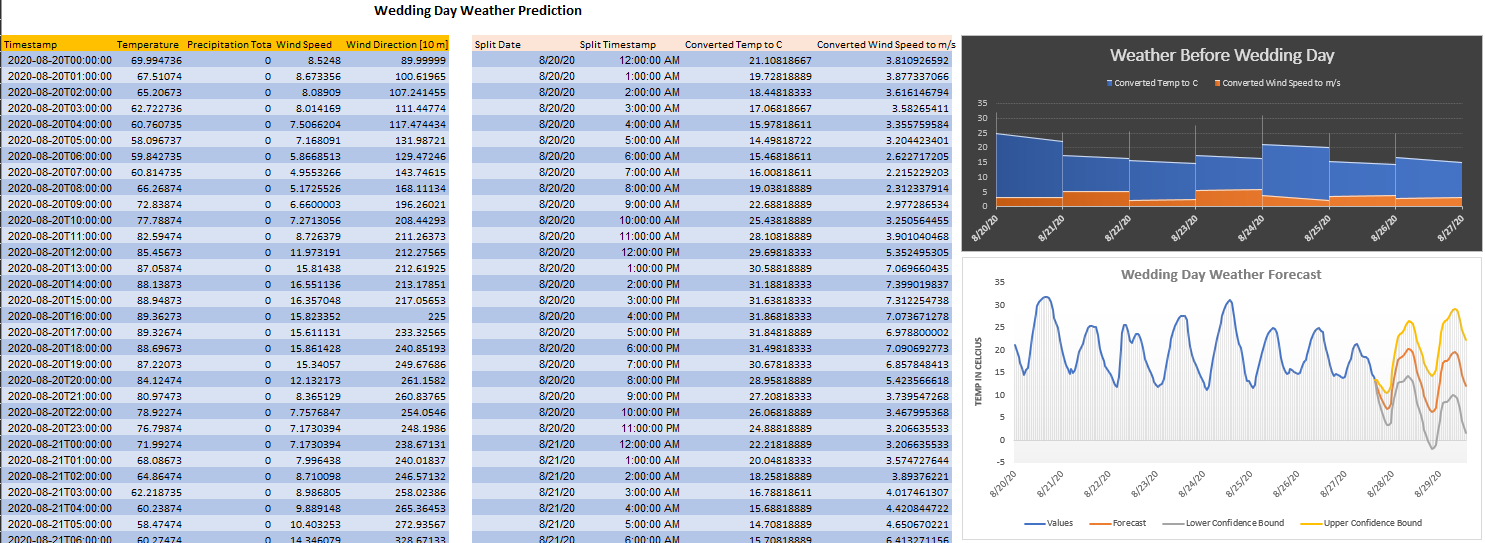 Wedding Day Weather Prediction
Timestamp Temperature Precipitation Tota Wind Speed Wind Direction [10 m] Split Date Split Timestamp Converted Temp to C Converted Wind Speed to m/s
2020-08-20T00:00:00 69.994736 0 8.5248 89.99999 8/20/20 12:00:00 AM 21.10818667 3.810926592
2020-08-20T01:00:00 67.51074 0 8.673356 100.61965 8/20/20 1:00:00 AM 19.72818889 3.877337066
2020-08-20T02:00:00 65.20673 0 8.08909 107.241455 8/20/20 2:00:00 AM 18.44818333 3.616146794
2020-08-20T03:00:00 62.722736 0 8.014169 111.44774 8/20/20 3:00:00 AM 17.06818667 3.58265411
2020-08-20T04:00:00 60.760735 0 7.5066204 117.474434 8/20/20 4:00:00 AM 15.97818611 3.355759584
2020-08-20T05:00:00 58.096737 0 7.168091 131.98721 8/20/20 5:00:00 AM 14.49818722 3.204423401
2020-08-20T06:00:00 59.842735 0 5.8668513 129.47246 8/20/20 6:00:00 AM 15.46818611 2.622717205
2020-08-20T07:00:00 60.814735 0 4.9553266 143.74615 8/20/20 7:00:00 AM 16.00818611 2.215229203
2020-08-20T08:00:00 66.26874 0 5.1725526 168.11134 8/20/20 8:00:00 AM 19.03818889 2.312337914
2020-08-20T09:00:00 72.83874 0 6.6600003 196.26021 8/20/20 9:00:00 AM 22.68818889 2.977286534
2020-08-20T10:00:00 77.78874 0 7.2713056 208.44293 8/20/20 10:00:00 AM 25.43818889 3.250564455
2020-08-20T11:00:00 82.59474 0 8.726379 211.26373 8/20/20 11:00:00 AM 28.10818889 3.901040468
2020-08-20T12:00:00 85.45673 0 11.973191 212.27565 8/20/20 12:00:00 PM 29.69818333 5.352495305
2020-08-20T13:00:00 87.05874 0 15.81438 212.61925 8/20/20 1:00:00 PM 30.58818889 7.069660435
2020-08-20T14:00:00 88.13873 0 16.551136 213.17851 8/20/20 2:00:00 PM 31.18818333 7.399019837
2020-08-20T15:00:00 88.94873 0 16.357048 217.05653 8/20/20 3:00:00 PM 31.63818333 7.312254738
2020-08-20T16:00:00 89.36273 0 15.823352 225 8/20/20 4:00:00 PM 31.86818333 7.073671278
2020-08-20T17:00:00 89.32674 0 15.611131 233.32565 8/20/20 5:00:00 PM 31.84818889 6.978800002
2020-08-20T18:00:00 88.69673 0 15.861428 240.85193 8/20/20 6:00:00 PM 31.49818333 7.090692773
2020-08-20T19:00:00 87.22073 0 15.34057 249.67686 8/20/20 7:00:00 PM 30.67818333 6.857848413
2020-08-20T20:00:00 84.12474 0 12.132173 261.1582 8/20/20 8:00:00 PM 28.95818889 5.423566618
2020-08-20T21:00:00 80.97473 0 8.365129 260.83765 8/20/20 9:00:00 PM 27.20818333 3.739547268
2020-08-20T22:00:00 78.92274 0 7.7576847 254.0546 8/20/20 10:00:00 PM 26.06818889 3.467995368
2020-08-20T23:00:00 76.79874 0 7.1730394 248.1986 8/20/20 11:00:00 PM 24.88818889 3.206635533
2020-08-21T00:00:00 71.99274 0 7.1730394 238.67131 8/21/20 12:00:00 AM 22.21818889 3.206635533
2020-08-21T01:00:00 68.08673 0 7.996438 240.01837 8/21/20 1:00:00 AM 20.04818333 3.574727644
2020-08-21T02:00:00 64.86474 0 8.710098 246.57132 8/21/20 2:00:00 AM 18.25818889 3.89376221
2020-08-21T03:00:00 62.218735 0 8.986805 258.02386 8/21/20 3:00:00 AM 16.78818611 4.017461307
2020-08-21T04:00:00 60.23874 0 9.889148 265.36453 8/21/20 4:00:00 AM 15.68818889 4.420844722
2020-08-21T05:00:00 58.47474 0 10.403253 272.93567 8/21/20 5:00:00 AM 14.70818889 4.650670221
2020-08-21T06:00:00 60.27474 0 14.346079 328.67133 8/21/20 6:00:00 AM 15.70818889 6.413271156
Weather Before Wedding Day
Converted Temp to C Converted Wind Speed to m/s
35
30
25
20
15
10
5
0
8/20/20 8/21/20 8/22/20 8/23/20 8/24/20 8/25/20 8/26/20 8/27/20
Wedding Day Weather Forecast
TEMP IN CELCIUS
35
30
25
20
15
10
5
0
-5
8/20/20 8/21/20 8/22/20 8/23/20 8/24/20 8/25/20 8/26/20 8/27/20 8/28/20 8/29/20
Values Forecast Lower Confidence Bound Upper Confidence Bound